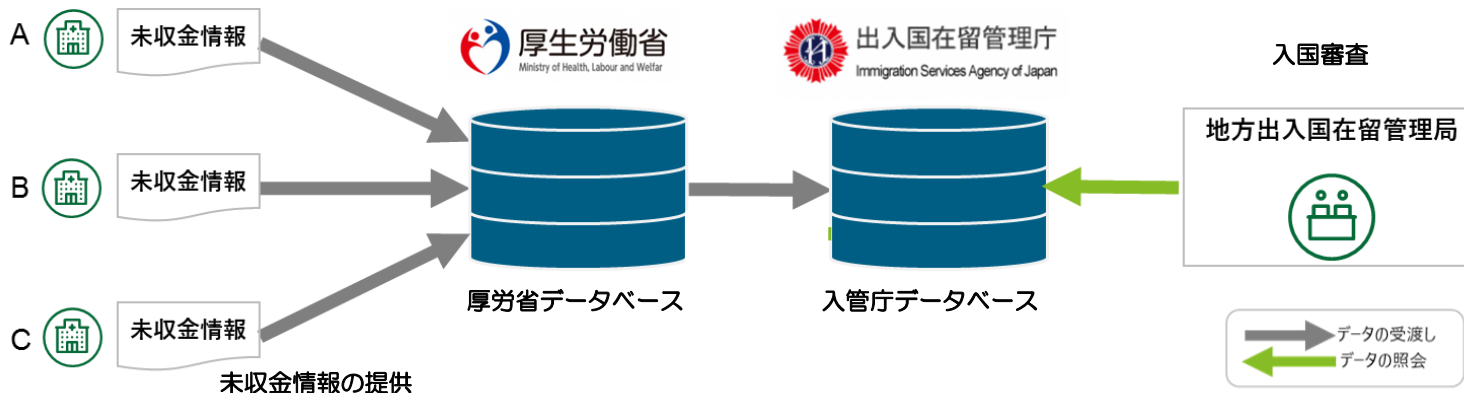 A
未収金情報
厚生労働省
Ministry of Health, Labour and Welfar
出入国在留管理庁
Immigration Services Agency of Japan
入国審査
地方出入国在留管理局
B
未収金情報
厚労省データベース
入管庁データベース
C
未収金情報
未収金情報の提供
データの受渡し
データの照会